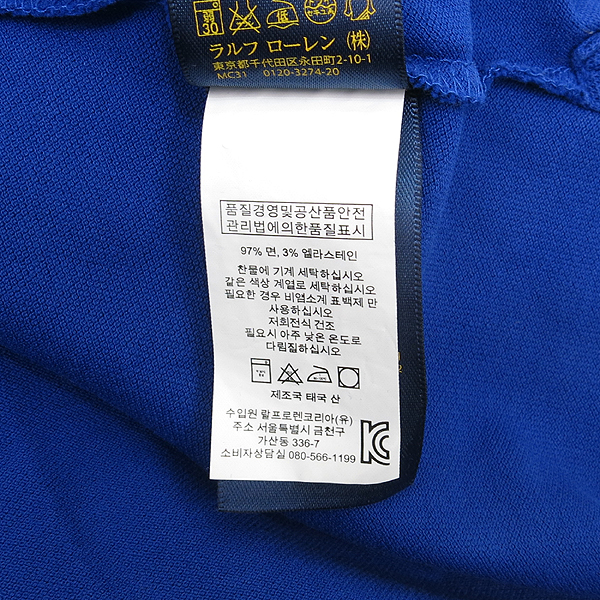 ラルフ ローレン (株)
東京都千代田区永田町2-10-1
MC31 0120-3274-20
품질경영및공산품안전
관리법에의한품질표시
97% 면, 3% 엘라스테인
찬물에 기계 세탁하십시오
같은 색상 계열로 세탁하십시오
필요한 경우 비염소계 표백제 만
사용하십시오
저회전식 건조
필요시 아주 낮은 온도로
다림질하십시오
제조국 태국 산
수입원 랄프로렌코리아(유)
주소 서울특별시 금천구
가산동 336-7
소비자상담실 080-566-1199